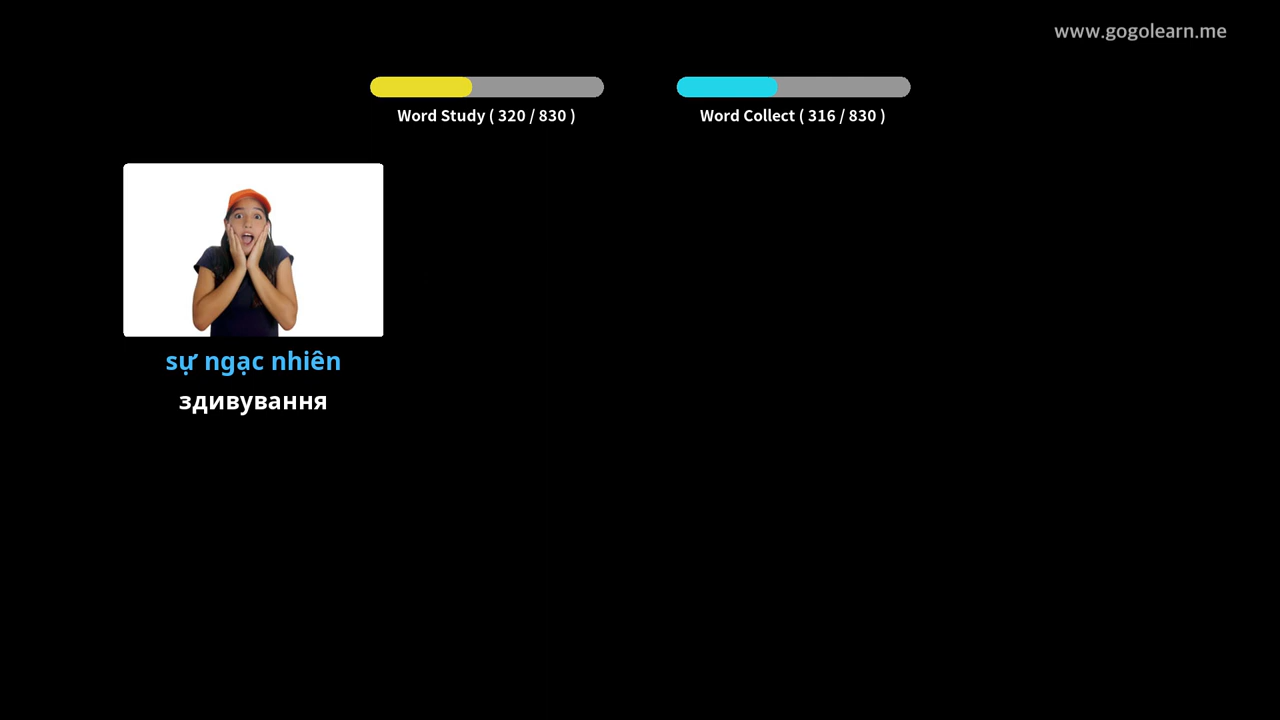 www.gogolearn.me
Word Study ( 320 / 830 )
Word Collect ( 316 / 830 )
sự ngạc nhiên
здивування